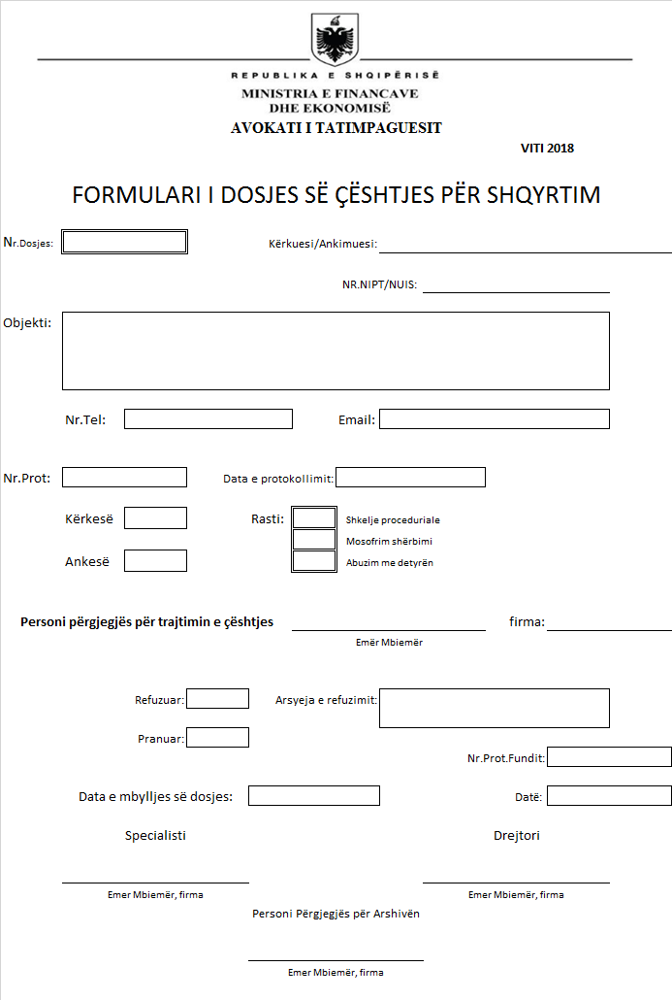 REPUBLIKA E SHQIPËRISË
MINISTRIA E FINANCAVE
DHE EKONOMISË
AVOKATI I TATIMPAGUESIT
VITI 2018
FORMULARI I DOSJES SË ÇËSHTJES PËR SHQYRTIM
Nr.Dosjes: Kërkuesi/Ankimuesi:
NR.NIPT/NUIS:
Objekti:
Nr.Tel: Email:
Nr.Prot: Data e protokollimit:
Kërkesë Rasti: Shkelje proceduriale
Mosofrim shërbimi
Ankesë Abuzim me detyrën
Personi përgjegjës për trajtimin e çështjes firma:
Emër Mbiemër
Refuzuar: Arsyeja e refuzimit:
Pranuar:
Nr.Prot.Fundit:
Data e mbylljes së dosjes: Datë:
Specialisti Drejtori
Emer Mbiemër, firma Emer Mbiemër, firma
Personi Përgjegjës për Arshivën
Emer Mbiemër, firma